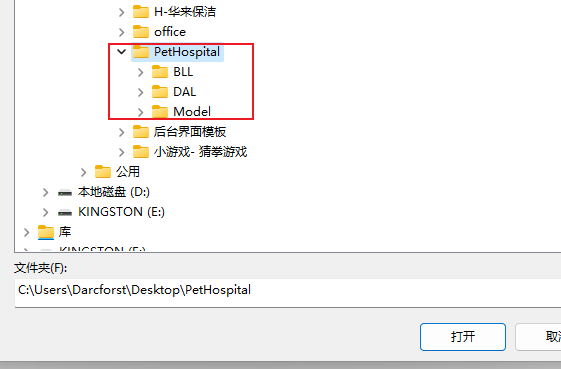 H-华来保洁
office
PetHospital
BLL
DAL
Model
后台界面模板
小游戏- 猜拳游戏
公用
本地磁盘 (D:)
KINGSTON (E:)
库
KINGSTON (E:)
文件夹(F):
C:\Users\Darcforst\Desktop\PetHospital
打开
取